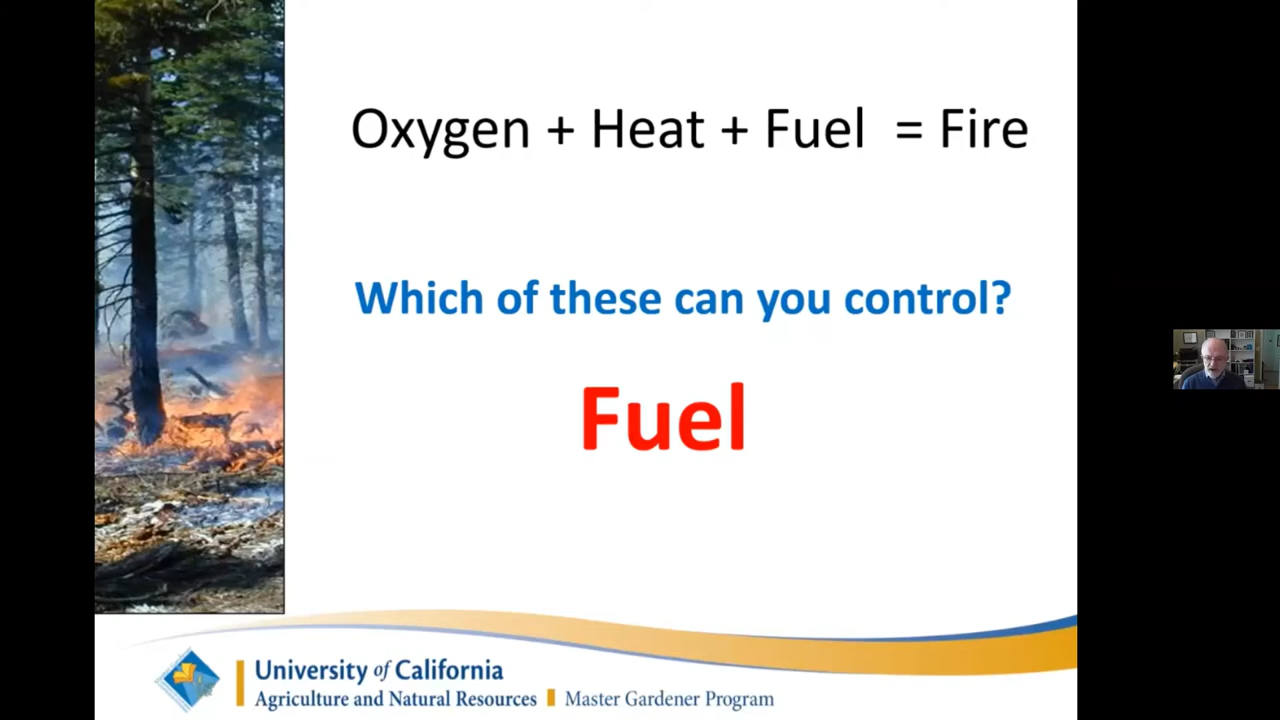 Oxygen + Heat + Fuel = Fire
Which of these can you control?
Fuel
University of California
Agriculture and Natural Resources Master Gardener Program